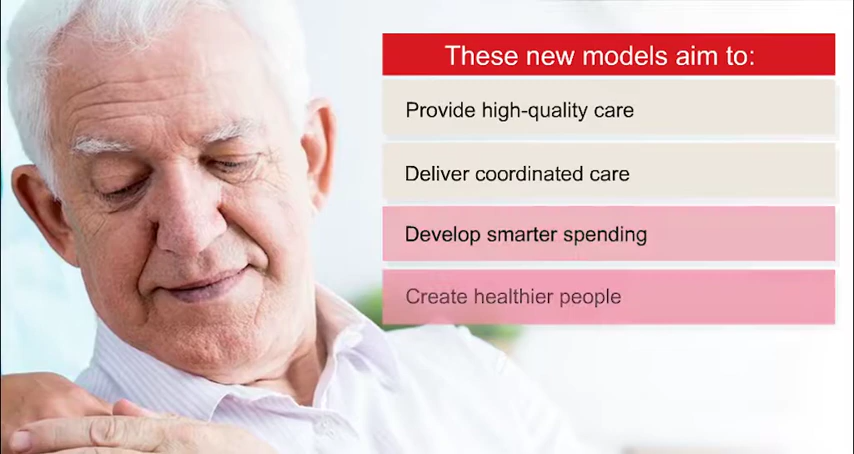 These new models aim to:
Provide high-quality care
Deliver coordinated care
Develop smarter spending
Create healthier people